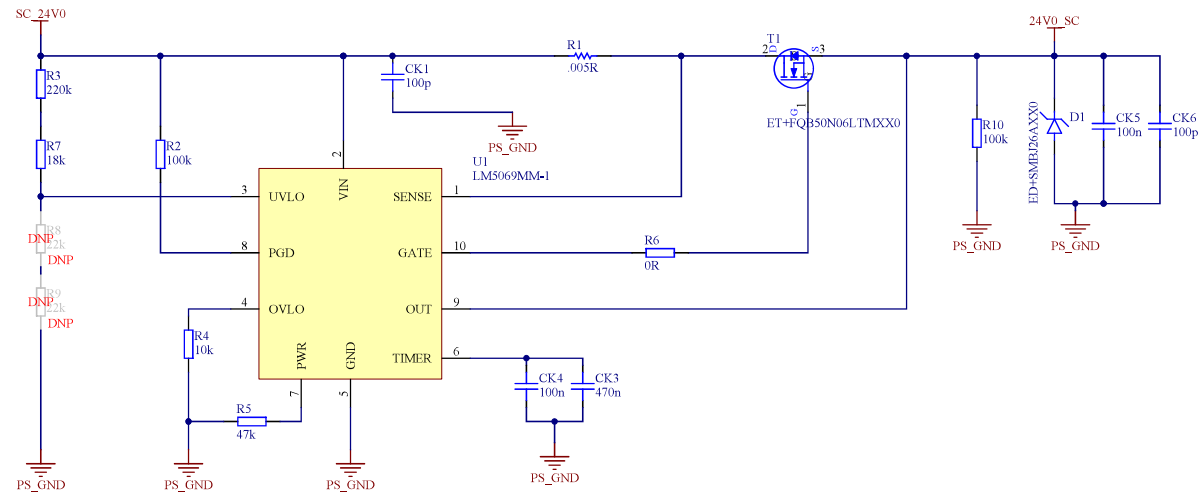 SC_24V0
24V0_SC
R3
220k
R7
18k
R8
22k
DNP
DNP
R9
22k
DNP
DNP
PS_GND
R2
100k
CK1
100p
PS_GND
R1
.005R
T1
2
D
S
3
G
1
ET+FQB50N06LTMXX0
U1
LM5069MM-1
2
VIN
3
UVLO
SENSE
1
8
PGD
GATE
10
4
OVLO
OUT
9
PWR
7
GND
5
TIMER
6
R6
0R
R4
10k
R5
47k
PS_GND
PS_GND
CK4
100n
CK3
470n
PS_GND
R10
100k
PS_GND
D1
ED+SMBJ26AXX0
CK5
100n
CK6
100p
PS_GND